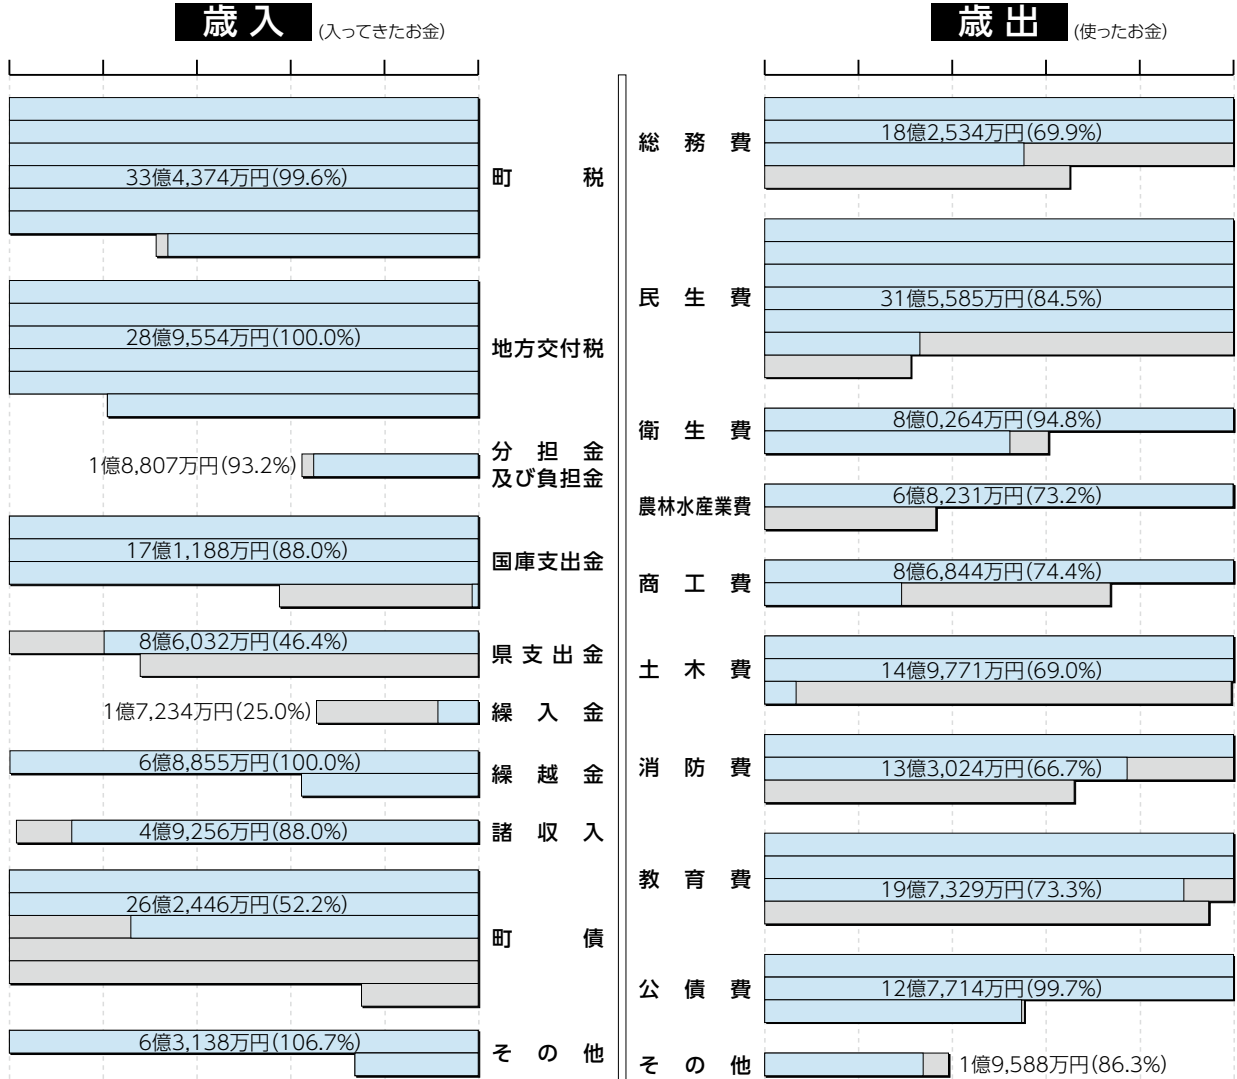 歳入 (入ってきたお金)
33億4,374万円(99.6%) 町税
28億9,554万円(100.0%) 地方交付税
1億8,807万円(93.2%) 分担金
及び負担金
17億1,188万円(88.0%) 国庫支出金
8億6,032万円(46.4%) 県支出金
1億7,234万円(25.0%) 繰入金
6億8,855万円(100.0%) 繰越金
4億9,256万円(88.0%) 諸収入
26億2,446万円(52.2%) 町債
6億3,138万円(106.7%) その他
歳出 (使ったお金)
総務費 18億2,534万円(69.9%)
民生費 31億5,585万円(84.5%)
衛生費 8億0,264万円(94.8%)
農林水産業費 6億8,231万円(73.2%)
商工費 8億6,844万円(74.4%)
土木費 14億9,771万円(69.0%)
消防費 13億3,024万円(66.7%)
教育費 19億7,329万円(73.3%)
公債費 12億7,714万円(99.7%)
その他 1億9,588万円(86.3%)